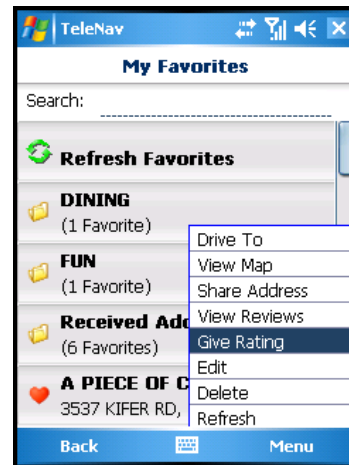 TeleNav
My Favorites
Search:
Refresh Favorites
DINING
(1 Favorite)
FUN
(1 Favorite)
Received Add
(6 Favorites)
A PIECE OF C
3537 KIFER RD,
Drive To
View Map
Share Address
View Reviews
Give Rating
Edit
Delete
Refresh
Back
Menu